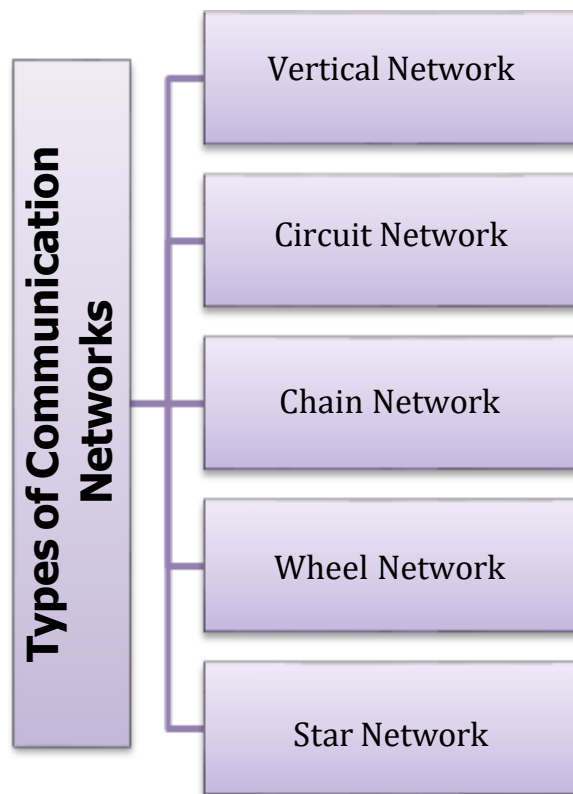 Types of Communication
Networks
Vertical Network
Circuit Network
Chain Network
Wheel Network
Star Network